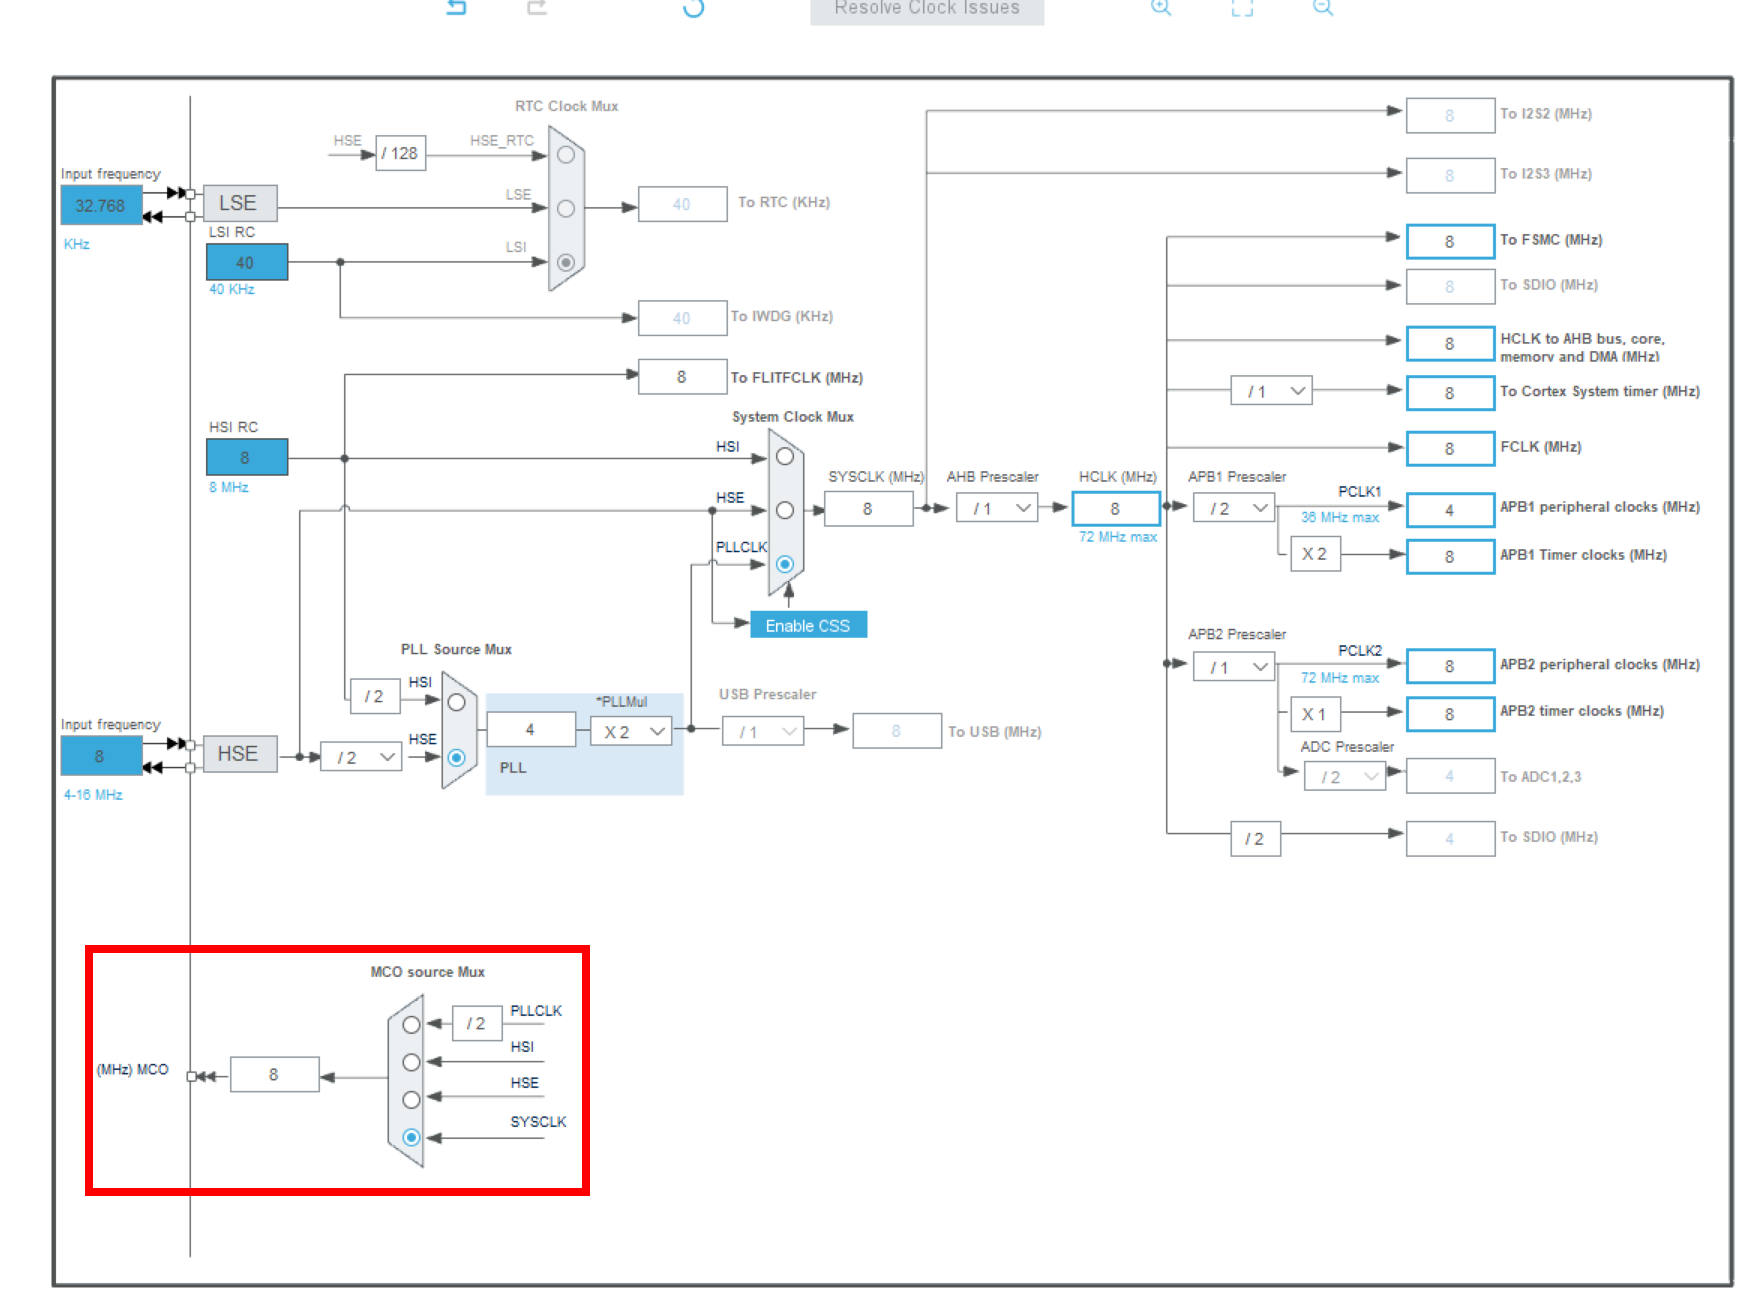 Resolve Clock Issues
RTC Clock Mux
HSE
/ 128
HSE_RTC
Input frequency
32.768
KHz
LSE
LSE
40
To RTC (KHz)
LSI RC
40
40 KHz
LSI
40
To IWDG (KHz)
8
To FLITFCLK (MHz)
HSI RC
8
8 MHz
System Clock Mux
HSI
HSE
PLLCLK
Enable CSS
SYSCLK (MHz)
8
AHB Prescaler
/ 1
HCLK (MHz)
8
72 MHz max
8
To I2S2 (MHz)
8
To I2S3 (MHz)
8
To FSMC (MHz)
8
To SDIO (MHz)
8
HCLK to AHB bus, core,
memory and DMA (MHz)
/ 1
8
To Cortex System timer (MHz)
8
FCLK (MHz)
APB1 Prescaler
/ 2
PCLK1
36 MHz max
4
APB1 peripheral clocks (MHz)
X 2
8
APB1 Timer clocks (MHz)
APB2 Prescaler
/ 1
PCLK2
72 MHz max
8
APB2 peripheral clocks (MHz)
X 1
8
APB2 timer clocks (MHz)
ADC Prescaler
/ 2
4
To ADC1,2,3
/ 2
4
To SDIO (MHz)
PLL Source Mux
/ 2
HSI
Input frequency
8
4-16 MHz
HSE
/ 2
HSE
4
*PLLMul
X 2
PLL
USB Prescaler
/ 1
8
To USB (MHz)
MCO source Mux
(MHz) MCO
8
/ 2
PLLCLK
HSI
HSE
SYSCLK